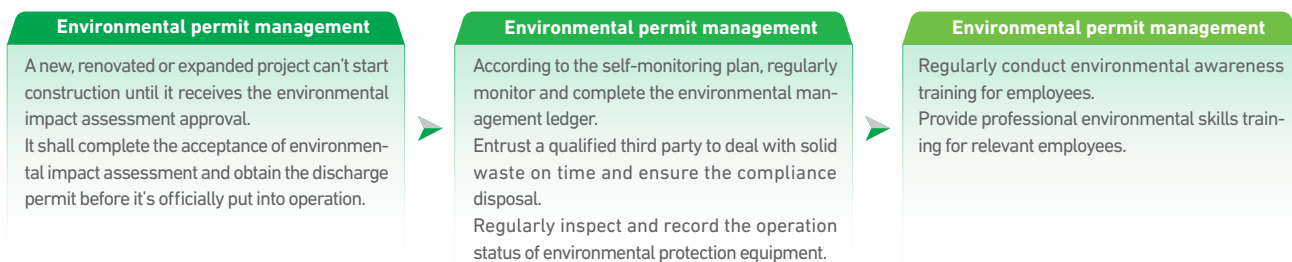 Environmental permit management
A new, renovated or expanded project can't start
construction until it receives the environmental
impact assessment approval.
It shall complete the acceptance of environmen-
tal impact assessment and obtain the discharge
permit before it's officially put into operation.
Environmental permit management
According to the self-monitoring plan, regularly
monitor and complete the environmental man-
agement ledger.
Entrust a qualified third party to deal with solid
waste on time and ensure the compliance
disposal.
Regularly inspect and record the operation
status of environmental protection equipment.
Environmental permit management
Regularly conduct environmental awareness
training for employees.
Provide professional environmental skills train-
ing for relevant employees.